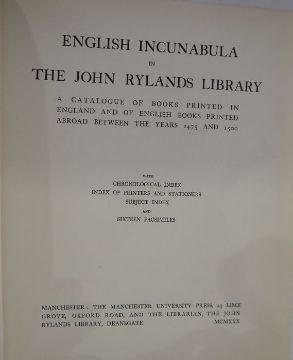 ENGLISH INCUNABULA
IN
THE JOHN RYLANDS LIBRARY
A CATALOGUE OF BOOKS PRINTED IN
ENGLAND AND OF ENGLISH BOOKS PRINTED
ABROAD BETWEEN THE YEARS 1475 AND 1500
WITH
CHRONOLOGICAL INDEX
INDEX OF PRINTERS AND STATIONERS
SUBJECT INDEX
AND
SIXTEEN FACSIMILES
MANCHESTER: THE MANCHESTER UNIVERSITY PRESS, 23 LIME
GROVE, OXFORD ROAD, AND THE LIBRARIAN, THE JOHN
RYLANDS LIBRARY, DEANSGATE MCMXXX